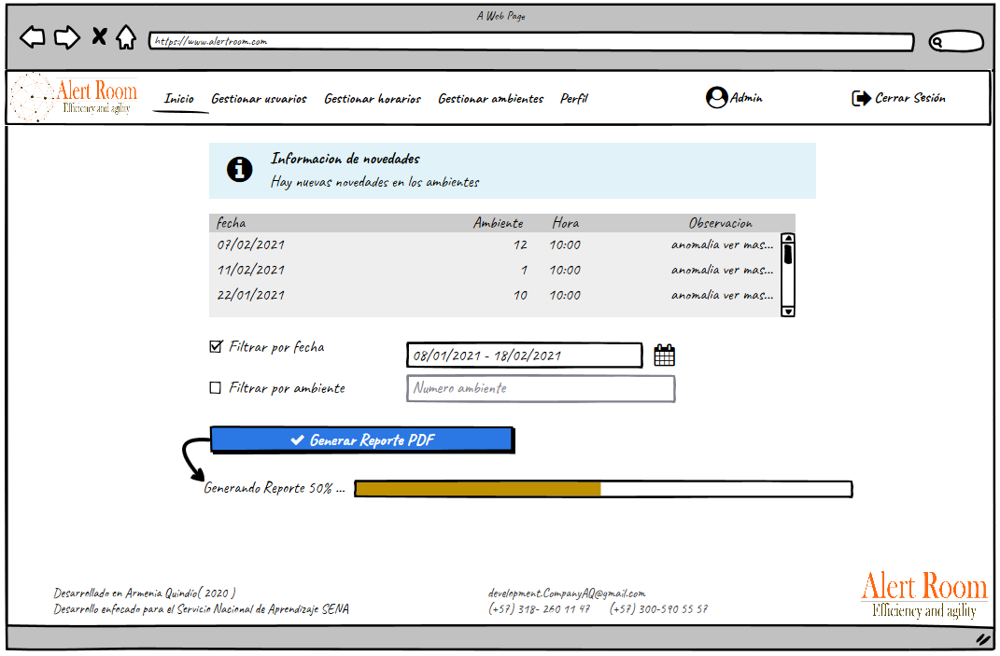 A Web Page
https://www.alertroom.com
Alert Room
Efficiency and agility
Inicio Gestionar usuarios Gestionar horarios Gestionar ambientes Perfil Admin Cerrar Sesión
Informacion de novedades
Hay nuevas novedades en los ambientes
fecha Ambiente Hora Observacion
07/02/2021 12 10:00 anomalia ver mas...
11/02/2021 1 10:00 anomalia ver mas...
22/01/2021 10 10:00 anomalia ver mas...
Filtrar por fecha 08/01/2021 - 18/02/2021
Filtrar por ambiente Numero ambiente
Generar Reporte PDF
Generando Reporte 50% ...
Desarrollado en Armenia Quindío( 2020 )
Desarrollo enfocado para el Servicio Nacional de Aprendizaje SENA
development.CompanyAQ@gmail.com
(+57) 318- 260 11 47 (+57) 300-590 55 57
Alert Room
Efficiency and agility